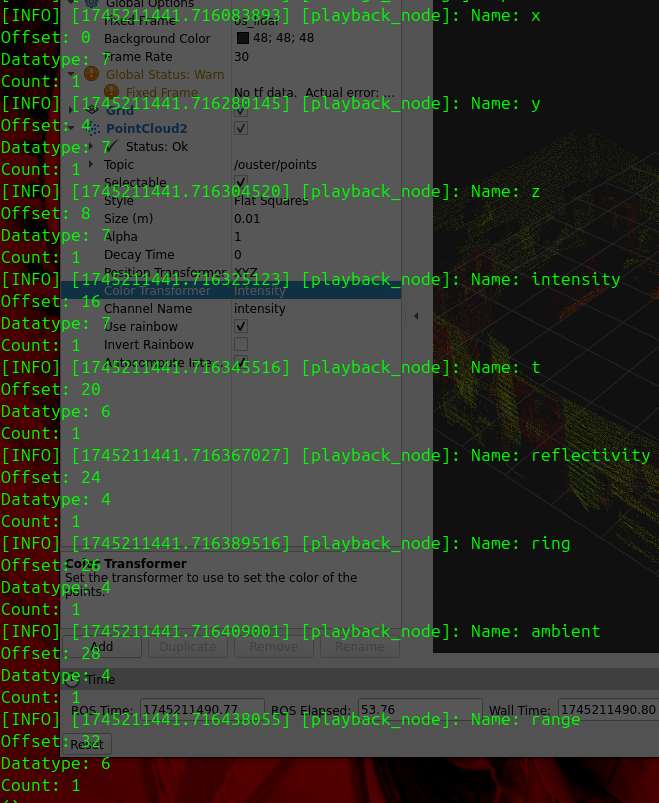 Global Options
Fixed Frame os_lidar
[INFO] [1745211441.716083893] [playback_node]: Name: x
Offset: 0
Background Color 48; 48; 48
Datatype: 7
Frame Rate 30
Count: 1
Global Status: Warn
Fixed Frame No tf data. Actual error: ...
[INFO] [1745211441.716280145] [playback_node]: Name: y
Grid
Offset: 4
PointCloud2
Datatype: 7
Status: Ok
Count: 1
Topic /ouster/points
Selectable
[INFO] [1745211441.716304520] [playback_node]: Name: z
Style Flat Squares
Offset: 8
Size (m) 0.01
Datatype: 7
Alpha 1
Count: 1
Decay Time 0
Position Transformer XYZ
[INFO] [1745211441.716325123] [playback_node]: Name: intensity
Color Transformer Intensity
Offset: 16
Channel Name intensity
Datatype: 7
Use rainbow
Count: 1
Invert Rainbow
Autocompute Inte...
[INFO] [1745211441.716345516] [playback_node]: Name: t
Offset: 20
Datatype: 6
Count: 1
[INFO] [1745211441.716367027] [playback_node]: Name: reflectivity
Offset: 24
Datatype: 4
Count: 1
[INFO] [1745211441.716389516] [playback_node]: Name: ring
Color Transformer
Offset: 26
Set the transformer to use to set the color of the
Datatype: 4
points.
Count: 1
[INFO] [1745211441.716409001] [playback_node]: Name: ambient
Add Duplicate Remove Rename
Offset: 28
Datatype: 4
Time
Count: 1
ROS Time: 1745211490.77 ROS Elapsed: 53.76 Wall Time: 1745211490.80
[INFO] [1745211441.716438055] [playback_node]: Name: range
Offset: 32
Reset
Datatype: 6
Count: 1